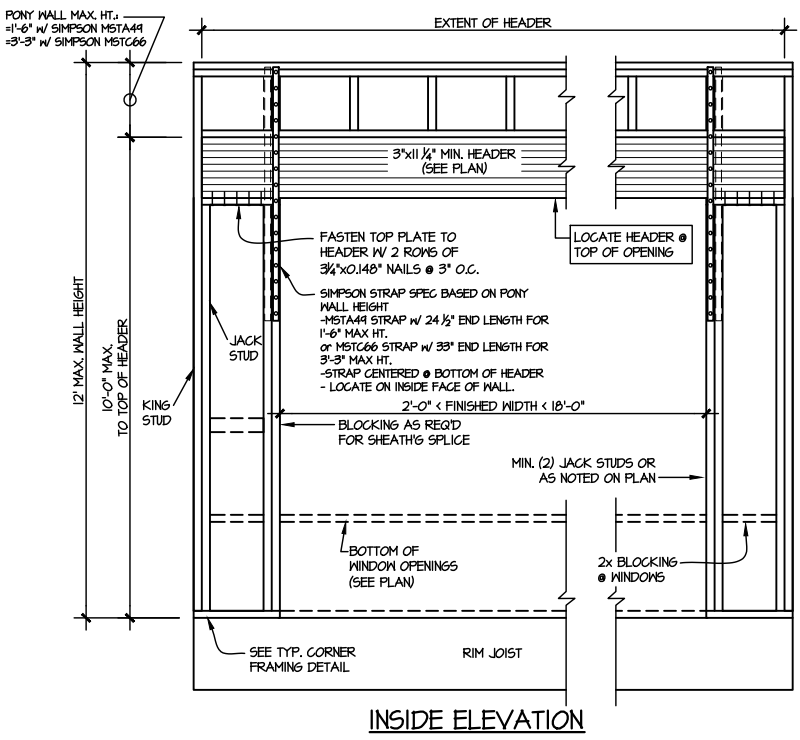 PONY WALL MAX. HT.:
=1'-6" W/ SIMPSON MSTA49
=3'-3" W/ SIMPSON MSTC66
EXTENT OF HEADER
3"x11 1/4" MIN. HEADER
(SEE PLAN)
FASTEN TOP PLATE TO
HEADER W/ 2 ROWS OF
3 1/4"x0.148" NAILS @ 3" O.C.
LOCATE HEADER @
TOP OF OPENING
SIMPSON STRAP SPEC BASED ON PONY
WALL HEIGHT
-MSTA49 STRAP W/ 24 1/2" END LENGTH FOR
1'-6" MAX HT.
or MSTC66 STRAP W/ 33" END LENGTH FOR
3'-3" MAX HT.
-STRAP CENTERED @ BOTTOM OF HEADER
- LOCATE ON INSIDE FACE OF WALL.
12' MAX. WALL HEIGHT
10'-0" MAX.
TO TOP OF HEADER
JACK
STUD
KING
STUD
2'-0" < FINISHED WIDTH < 18'-0"
BLOCKING AS REQ'D
FOR SHEATH'G SPLICE
MIN. (2) JACK STUDS OR
AS NOTED ON PLAN
BOTTOM OF
WINDOW OPENINGS
(SEE PLAN)
2x BLOCKING
@ WINDOWS
SEE TYP. CORNER
FRAMING DETAIL
RIM JOIST
INSIDE ELEVATION